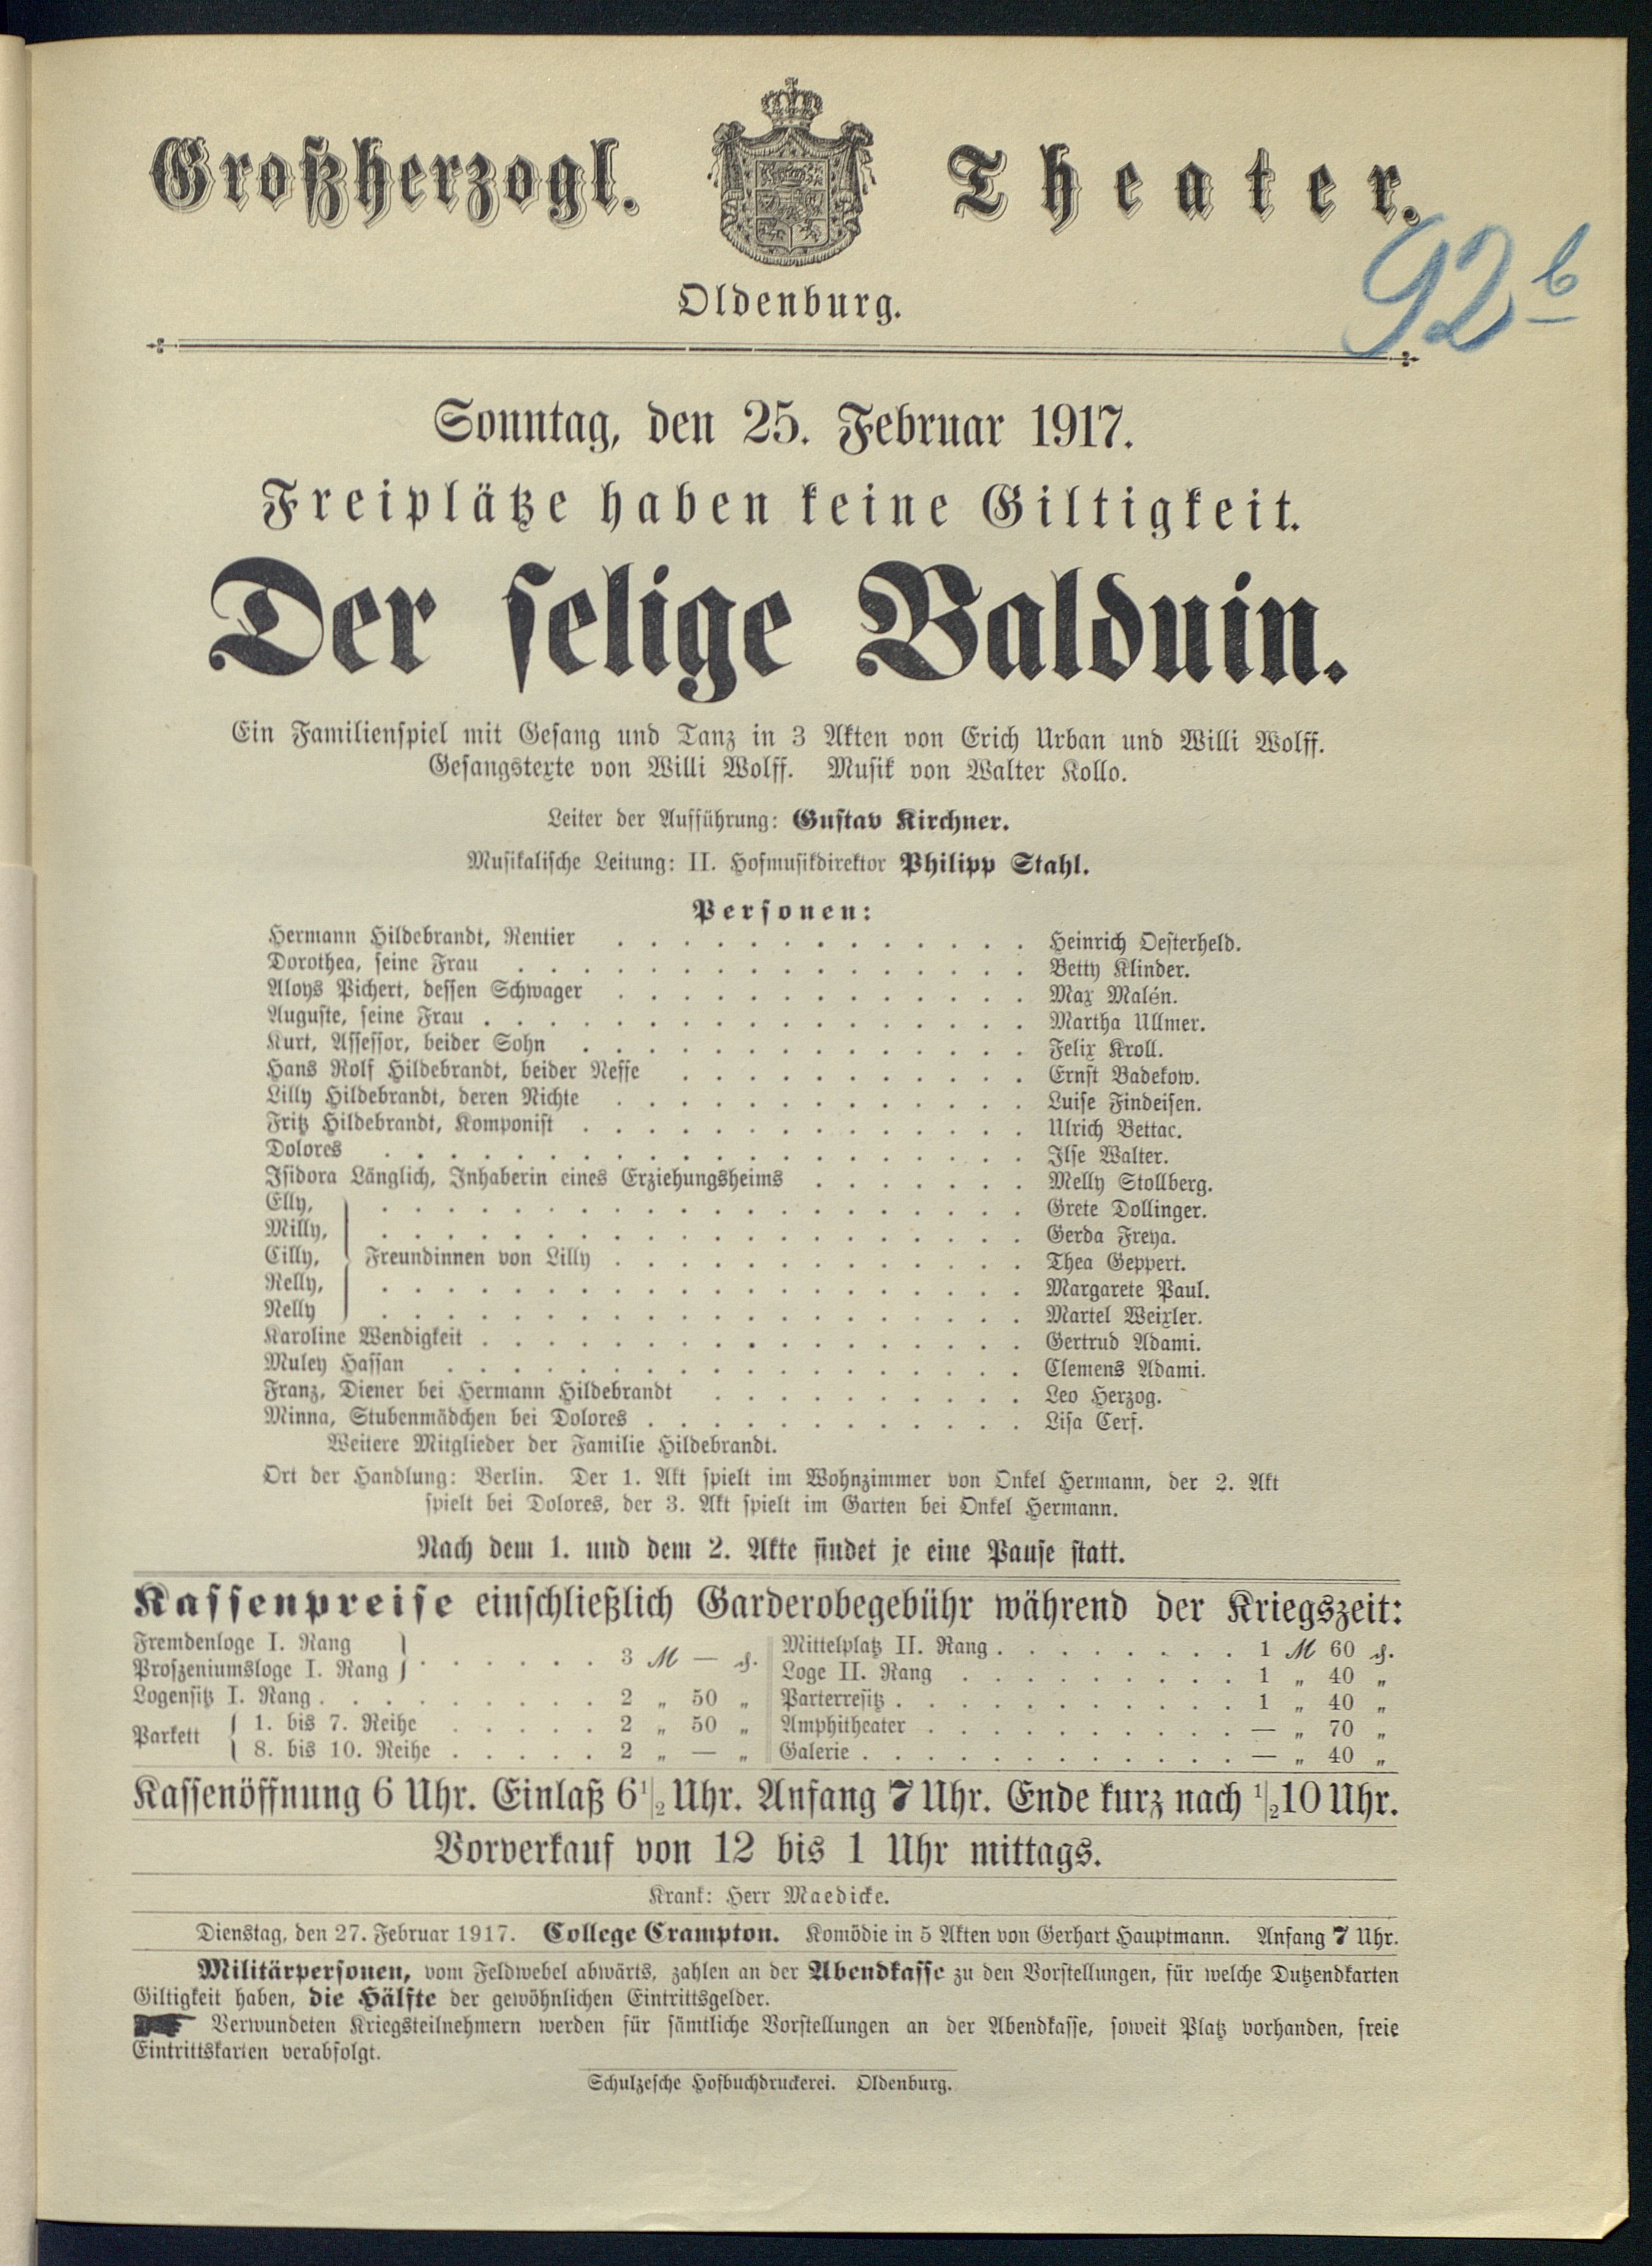 Großherzogl. Theater.
Oldenburg.
92 b
Sonntag, den 25. Februar 1917.
Freiplätze haben keine Giltigkeit.
Der selige Balduin.
Ein Familienspiel mit Gesang und Tanz in 3 Akten von Erich Urban und Willi Wolff.
Gesangstexte von Willi Wolff. Musik von Walter Kollo.
Leiter der Aufführung: Gustav Kirchner.
Musikalische Leitung: II. Hofmusikdirektor Philipp Stahl.
Personen:
Hermann Hildebrandt, Rentier . . . . . . . . . . . . . Heinrich Oesterheld.
Dorothea, seine Frau . . . . . . . . . . . . . . . . Betty Klinder.
Aloys Pichert, dessen Schwager . . . . . . . . . . . . . Max Malén.
Auguste, seine Frau . . . . . . . . . . . . . . . . . Martha Ullmer.
Kurt, Assessor, beider Sohn . . . . . . . . . . . . . . Felix Kroll.
Hans Rolf Hildebrandt, beider Neffe . . . . . . . . . . . Ernst Badekow.
Lilly Hildebrandt, deren Nichte . . . . . . . . . . . . . Luise Findeisen.
Fritz Hildebrandt, Komponist . . . . . . . . . . . . . . Ulrich Bettac.
Dolores . . . . . . . . . . . . . . . . . . . . Ilse Walter.
Isidora Länglich, Inhaberin eines Erziehungsheims . . . . . . . Melly Stollberg.
Elly, . . . . . . . . . . . . . . . . . . . . Grete Dollinger.
Milly, . . . . . . . . . . . . . . . . . . . . Gerda Freya.
Cilly, Freundinnen von Lilly . . . . . . . . . . . . . Thea Geppert.
Relly, . . . . . . . . . . . . . . . . . . . . Margarete Paul.
Nelly . . . . . . . . . . . . . . . . . . . . Martel Weixler.
Karoline Wendigkeit . . . . . . . . . . . . . . . . . Gertrud Adami.
Muley Hassan . . . . . . . . . . . . . . . . . . Clemens Adami.
Franz, Diener bei Hermann Hildebrandt . . . . . . . . . . Leo Herzog.
Minna, Stubenmädchen bei Dolores . . . . . . . . . . . . Lisa Cerf.
Weitere Mitglieder der Familie Hildebrandt.
Ort der Handlung: Berlin. Der 1. Akt spielt im Wohnzimmer von Onkel Hermann, der 2. Akt
spielt bei Dolores, der 3. Akt spielt im Garten bei Onkel Hermann.
Nach dem 1. und dem 2. Akte findet je eine Pause statt.
Kassenpreise einschließlich Garderobegebühr während der Kriegszeit:
Fremdenloge I. Rang
Proszeniumsloge I. Rang . . . . . . 3 ℳ — ₰.
Logensitz I. Rang . . . . . . . . . 2 „ 50 „
Parkett 1. bis 7. Reihe . . . . . 2 „ 50 „
8. bis 10. Reihe . . . . . 2 „ — „
Mittelplatz II. Rang . . . . . . . . 1 ℳ 60 ₰.
Loge II. Rang . . . . . . . . . 1 „ 40 „
Parterresitz . . . . . . . . . . . 1 „ 40 „
Amphitheater . . . . . . . . . . — „ 70 „
Galerie . . . . . . . . . . . . — „ 40 „
Kassenöffnung 6 Uhr. Einlaß 6 1/2 Uhr. Anfang 7 Uhr. Ende kurz nach 1/2 10 Uhr.
Vorverkauf von 12 bis 1 Uhr mittags.
Krank: Herr Maedicke.
Dienstag, den 27. Februar 1917. College Crampton. Komödie in 5 Akten von Gerhart Hauptmann. Anfang 7 Uhr.
Militärpersonen, vom Feldwebel abwärts, zahlen an der Abendkasse zu den Vorstellungen, für welche Dutzendkarten
Giltigkeit haben, die Hälfte der gewöhnlichen Eintrittsgelder.
Verwundeten Kriegsteilnehmern werden für sämtliche Vorstellungen an der Abendkasse, soweit Platz vorhanden, freie
Eintrittskarten verabfolgt.
Schulzesche Hofbuchdruckerei. Oldenburg.